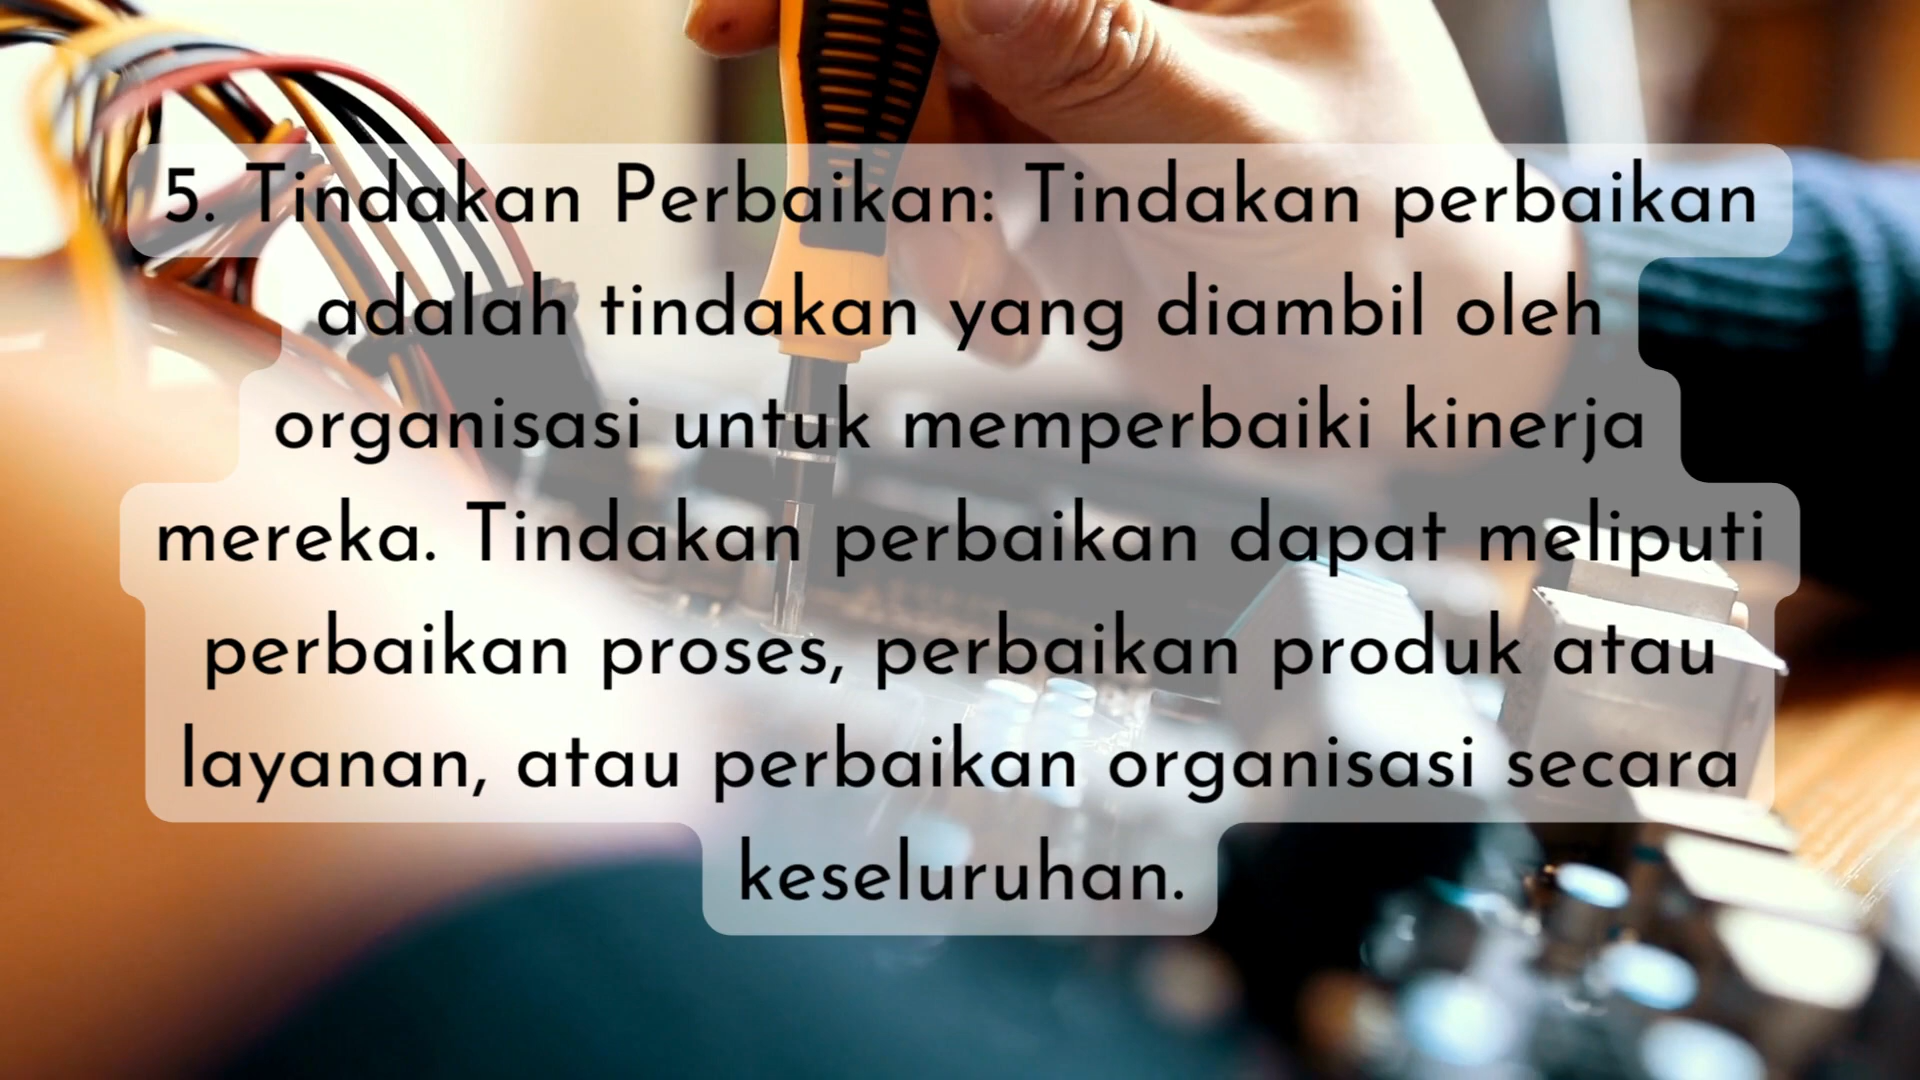 5. Tindakan Perbaikan: Tindakan perbaikan
adalah tindakan yang diambil oleh
organisasi untuk memperbaiki kinerja
mereka. Tindakan perbaikan dapat meliputi
perbaikan proses, perbaikan produk atau
layanan, atau perbaikan organisasi secara
keseluruhan.